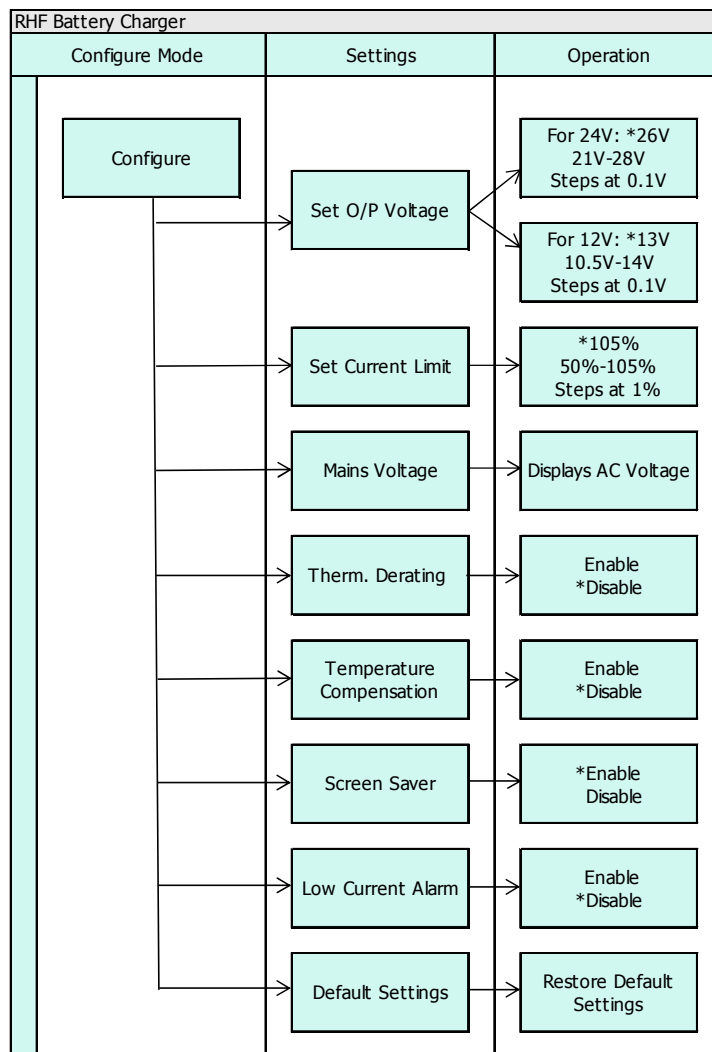 RHF Battery Charger
Configure Mode
Settings
Operation
Configure
Set O/P Voltage
For 24V: *26V
21V-28V
Steps at 0.1V
For 12V: *13V
10.5V-14V
Steps at 0.1V
Set Current Limit
*105%
50%-105%
Steps at 1%
Mains Voltage
Displays AC Voltage
Therm. Derating
Enable
*Disable
Temperature
Compensation
Enable
*Disable
Screen Saver
*Enable
Disable
Low Current Alarm
Enable
*Disable
Default Settings
Restore Default
Settings